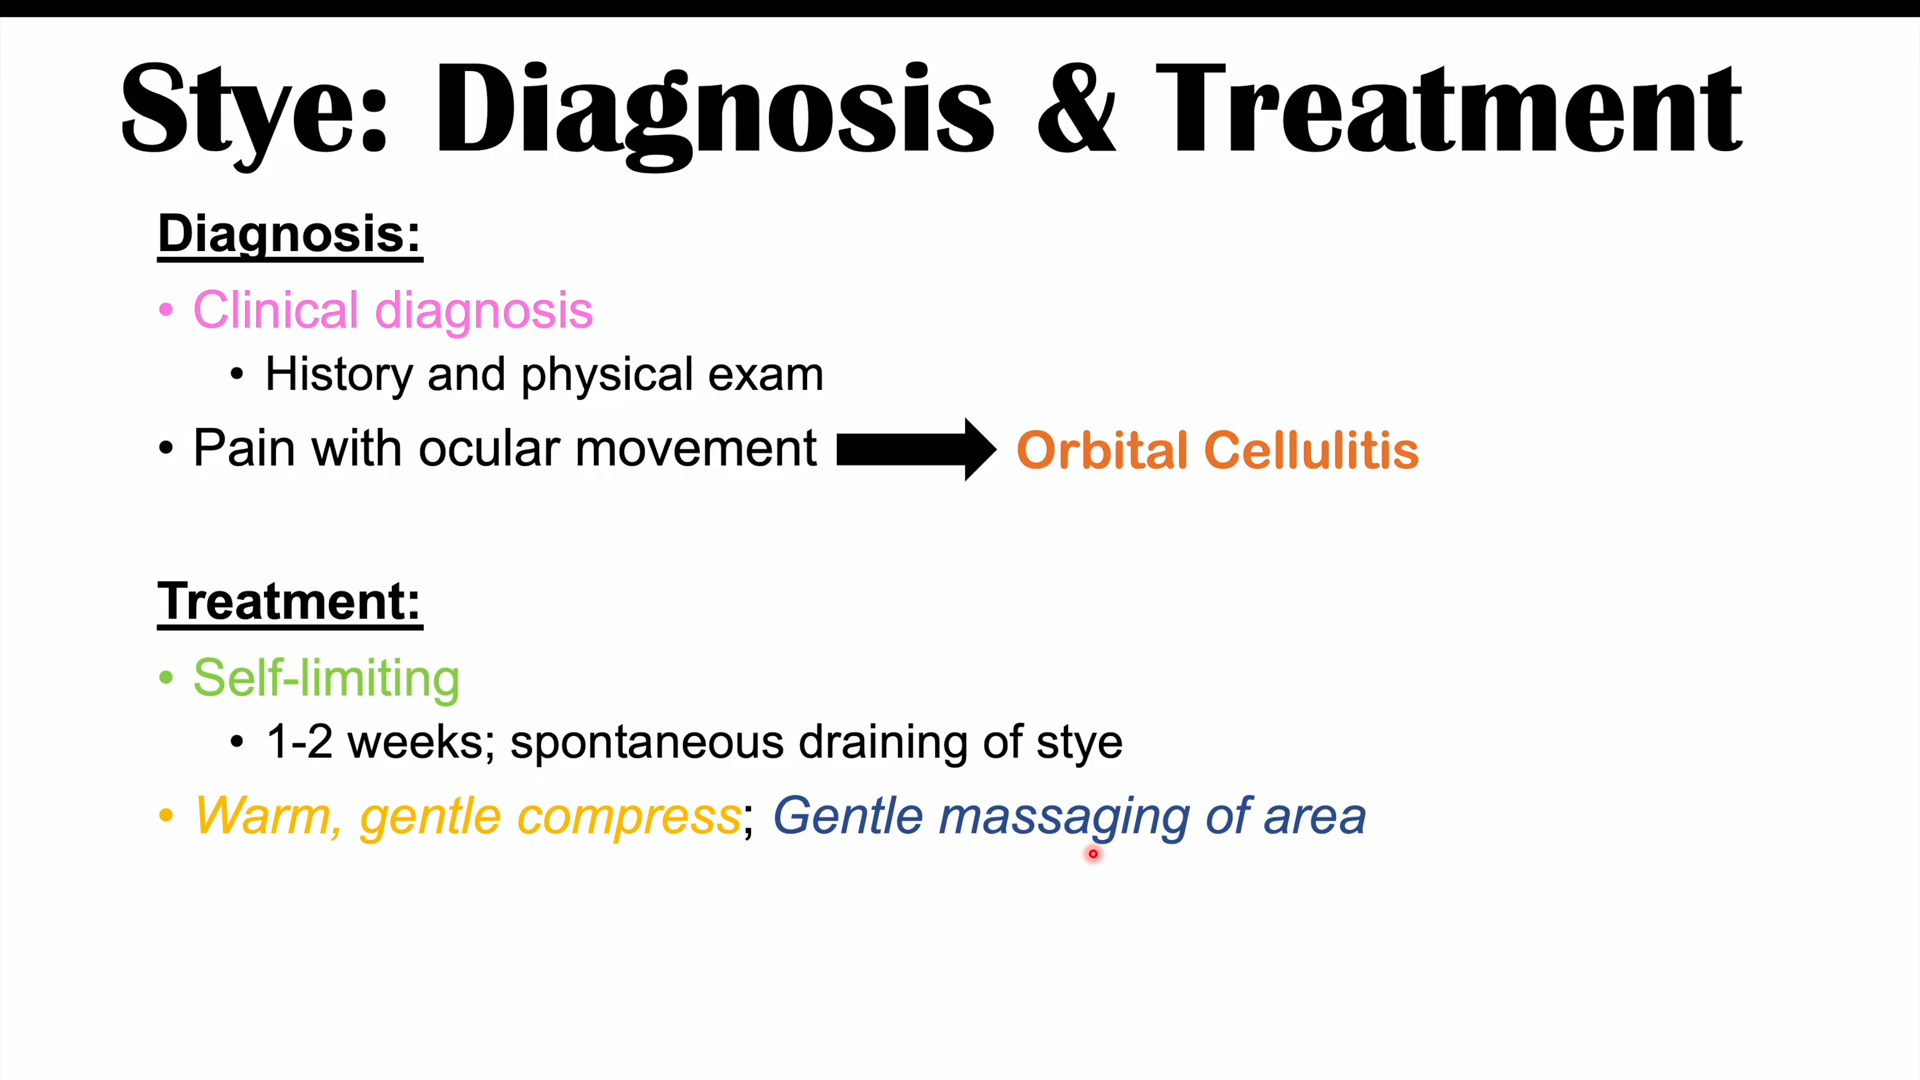 Stye: Diagnosis & Treatment
Diagnosis:
• Clinical diagnosis
• History and physical exam
• Pain with ocular movement Orbital Cellulitis
Treatment:
• Self-limiting
• 1-2 weeks; spontaneous draining of stye
• Warm, gentle compress; Gentle massaging of area